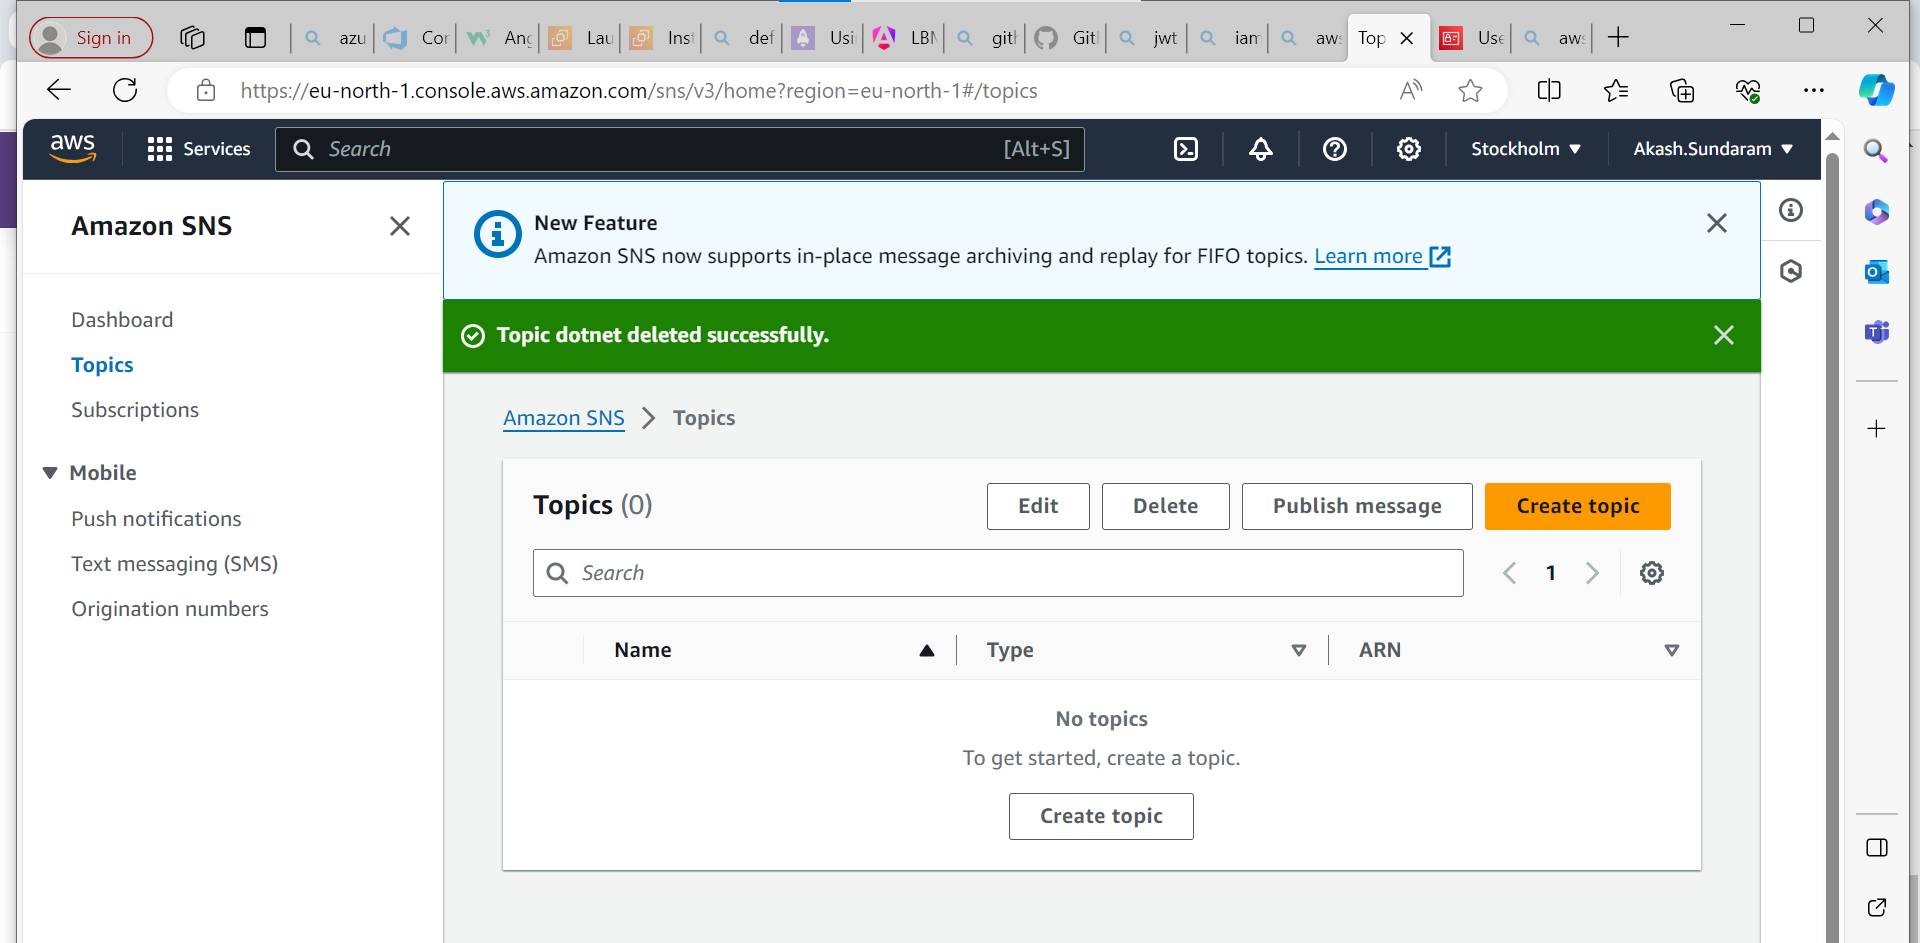 Sign in
azu
Cor
Ang
Lau
Inst
def
Usi
LBM
gith
Git
jwt
iam
aws
Top
Use
aws
https://eu-north-1.console.aws.amazon.com/sns/v3/home?region=eu-north-1#/topics
aws
Services
Search
[Alt+S]
Stockholm
Akash.Sundaram
Amazon SNS
Dashboard
Topics
Subscriptions
Mobile
Push notifications
Text messaging (SMS)
Origination numbers
New Feature
Amazon SNS now supports in-place message archiving and replay for FIFO topics. Learn more
Topic dotnet deleted successfully.
Amazon SNS
Topics
Topics (0)
Edit
Delete
Publish message
Create topic
Search
1
Name
Type
ARN
No topics
To get started, create a topic.
Create topic